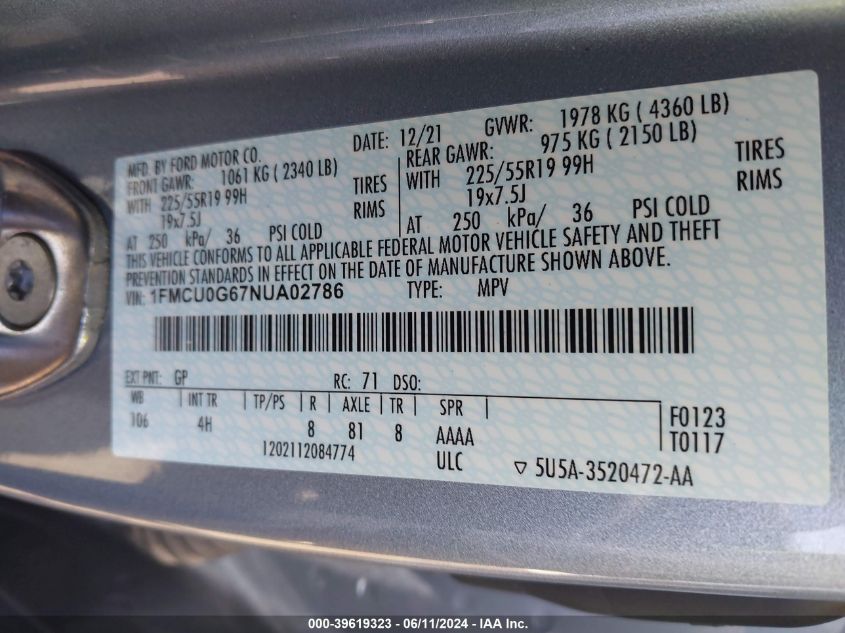 MFD. BY FORD MOTOR CO. DATE: 12/21 GVWR: 1978 KG ( 4360 LB)
FRONT GAWR: 1061 KG ( 2340 LB) REAR GAWR: 975 KG ( 2150 LB)
WITH 225/55R19 99H TIRES WITH 225/55R19 99H TIRES
19x7.5J RIMS 19x7.5J RIMS
AT 250 kPa/ 36 PSI COLD AT 250 kPa/ 36 PSI COLD
THIS VEHICLE CONFORMS TO ALL APPLICABLE FEDERAL MOTOR VEHICLE SAFETY AND THEFT
PREVENTION STANDARDS IN EFFECT ON THE DATE OF MANUFACTURE SHOWN ABOVE.
VIN: 1FMCU0G67NUA02786 TYPE: MPV
EXT PNT: GP RC: 71 DSO:
WB INT TR TP/PS R AXLE TR SPR F0123
106 4H 8 81 8 AAAA T0117
1202112084774 ULC ▽ 5U5A-3520472-AA
000-39619323 / 06/11/2024 - IAA Inc.